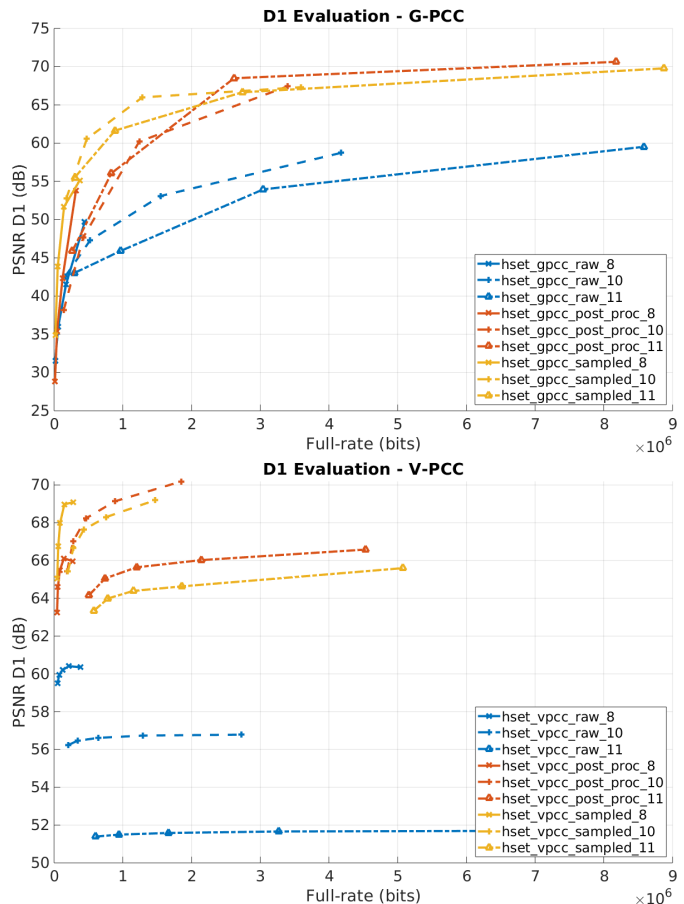 D1 Evaluation - G-PCC
75
70
65
60
55
50
45
40
35
30
25
PSNR D1 (dB)
hset_gpcc_raw_8
hset_gpcc_raw_10
hset_gpcc_raw_11
hset_gpcc_post_proc_8
hset_gpcc_post_proc_10
hset_gpcc_post_proc_11
hset_gpcc_sampled_8
hset_gpcc_sampled_10
hset_gpcc_sampled_11
0 1 2 3 4 5 6 7 8 9
Full-rate (bits)
×10^6
D1 Evaluation - V-PCC
70
68
66
64
62
60
58
56
54
52
50
PSNR D1 (dB)
hset_vpcc_raw_8
hset_vpcc_raw_10
hset_vpcc_raw_11
hset_vpcc_post_proc_8
hset_vpcc_post_proc_10
hset_vpcc_post_proc_11
hset_vpcc_sampled_8
hset_vpcc_sampled_10
hset_vpcc_sampled_11
0 1 2 3 4 5 6 7 8 9
Full-rate (bits)
×10^6